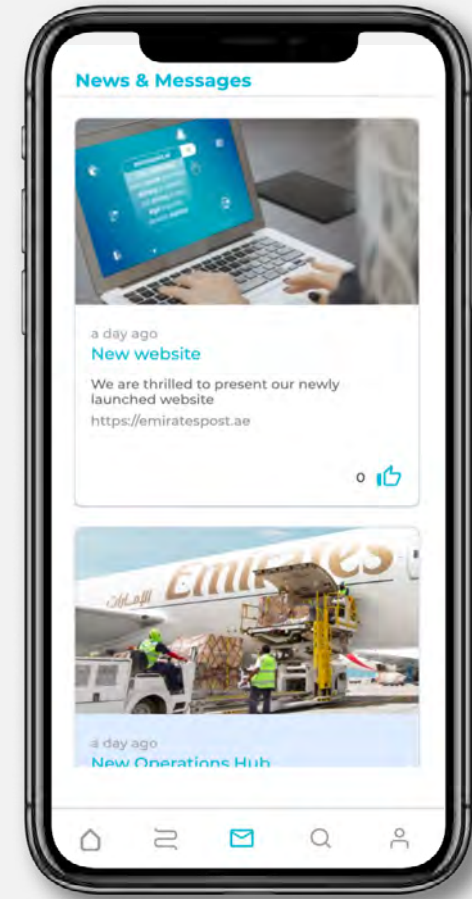 News & Messages
a day ago
New website
We are thrilled to present our newly
launched website
https://emiratespost.ae
0
الإمارات Emirates
a day ago
New Operations Hub